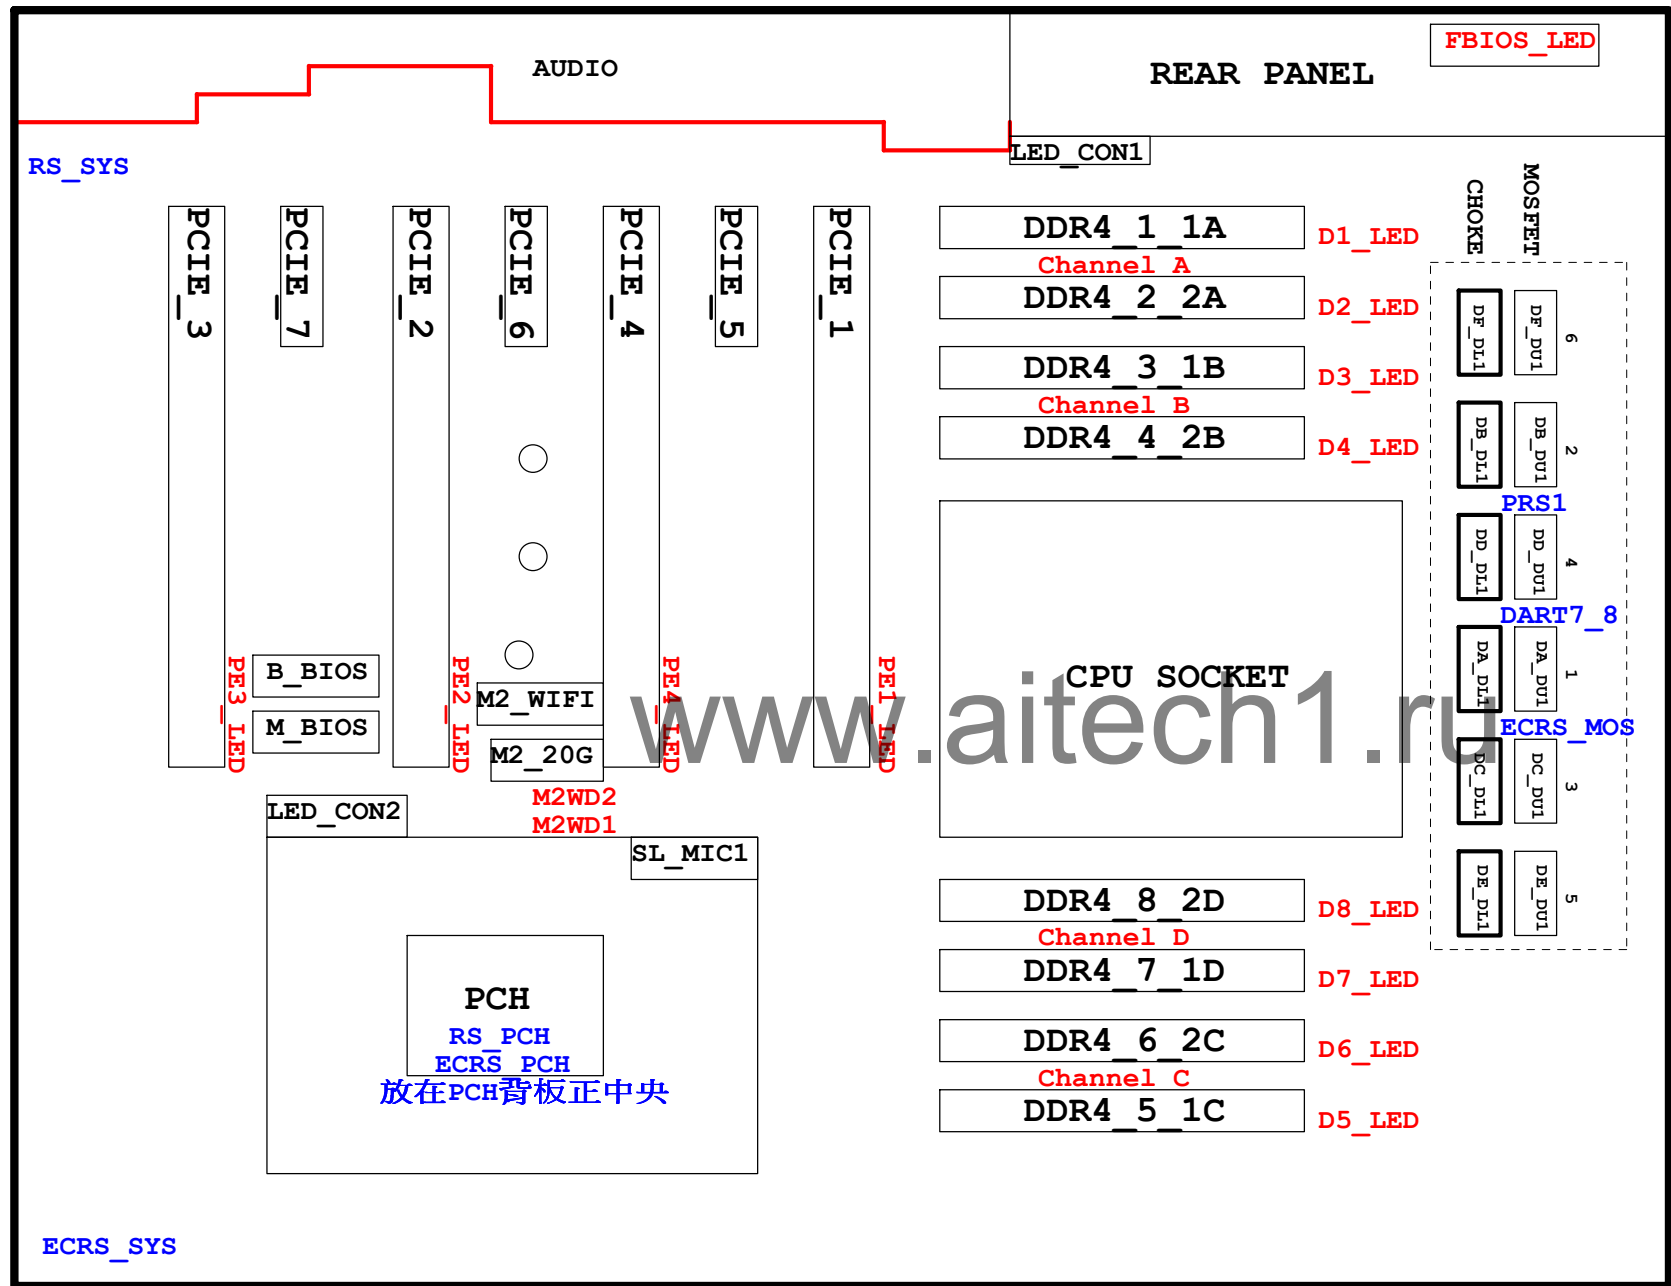 FBIOS_LED
AUDIO
REAR PANEL
LED_CON1
RS_SYS
MOSFET
CHOKE
PCIE_3
PCIE_7
PCIE_2
PCIE_6
PCIE_4
PCIE_5
PCIE_1
DDR4_1_1A
D1_LED
Channel A
DDR4_2_2A
D2_LED
DDR4_3_1B
D3_LED
Channel B
DDR4_4_2B
D4_LED
DF_DL1
DF_DU1
6
DB_DL1
DB_DU1
2
PRS1
DD_DL1
DD_DU1
4
DART7_8
DA_DL1
DA_DU1
1
ECRS_MOS
DC_DL1
DC_DU1
3
DE_DL1
DE_DU1
5
CPU SOCKET
www.aitech1.ru
PE3_LED
B_BIOS
M_BIOS
PE2_LED
M2_WIFI
M2_20G
PE4_LED
PE1_LED
M2WD2
M2WD1
LED_CON2
SL_MIC1
PCH
RS_PCH
ECRS_PCH
放在PCH背板正中央
DDR4_8_2D
D8_LED
Channel D
DDR4_7_1D
D7_LED
DDR4_6_2C
D6_LED
Channel C
DDR4_5_1C
D5_LED
ECRS_SYS